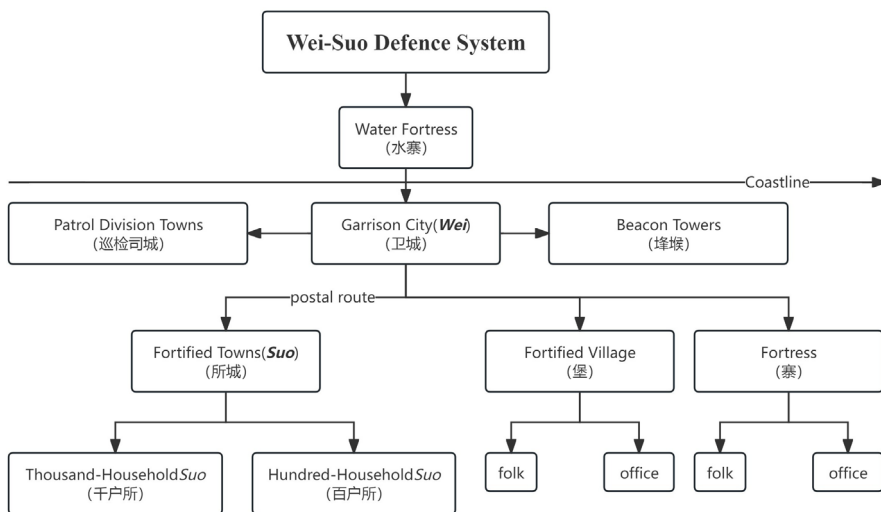 Wei-Suo Defence System
Water Fortress
(水寨)
Coastline
Patrol Division Towns
(巡检司城)
Garrison City(Wei)
(卫城)
Beacon Towers
(埄堠)
postal route
Fortified Towns(Suo)
(所城)
Fortified Village
(堡)
Fortress
(寨)
Thousand-HouseholdSuo
(千户所)
Hundred-HouseholdSuo
(百户所)
folk
office
folk
office